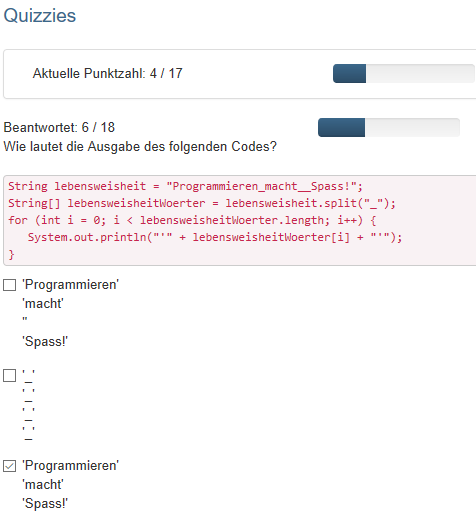 Quizzies
Aktuelle Punktzahl: 4 / 17
Beantwortet: 6 / 18
Wie lautet die Ausgabe des folgenden Codes?
String lebensweisheit = "Programmieren_macht__Spass!";
String[] lebensweisheitWoerter = lebensweisheit.split("_");
for (int i = 0; i < lebensweisheitWoerter.length; i++) {
   System.out.println("'" + lebensweisheitWoerter[i] + "'");
}
'Programmieren'
'macht'
''
'Spass!'
'_'
'_'
'_'
'_'
'Programmieren'
'macht'
'Spass!'